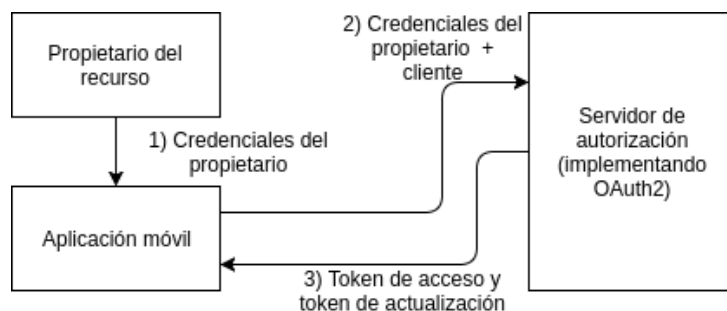 Propietario del
recurso
2) Credenciales del
propietario +
cliente
Servidor de
autorización
(implementando
OAuth2)
1) Credenciales del
propietario
Aplicación móvil
3) Token de acceso y
token de actualización